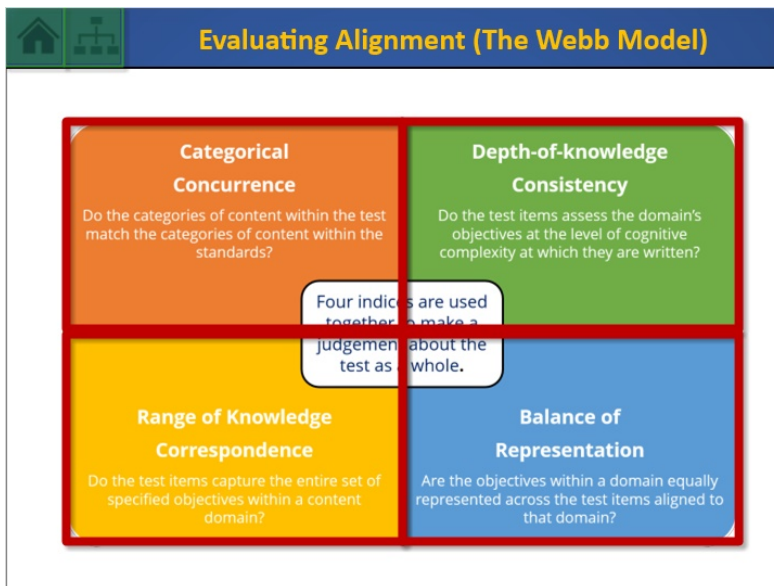 Evaluating Alignment (The Webb Model)
Categorical
Concurrence
Do the categories of content within the test
match the categories of content within the
standards?
Depth-of-knowledge
Consistency
Do the test items assess the domain's
objectives at the level of cognitive
complexity at which they are written?
Four indices are used
together to make a
judgement about the
test as a whole.
Range of Knowledge
Correspondence
Do the test items capture the entire set of
specified objectives within a content
domain?
Balance of
Representation
Are the objectives within a domain equally
represented across the test items aligned to
that domain?